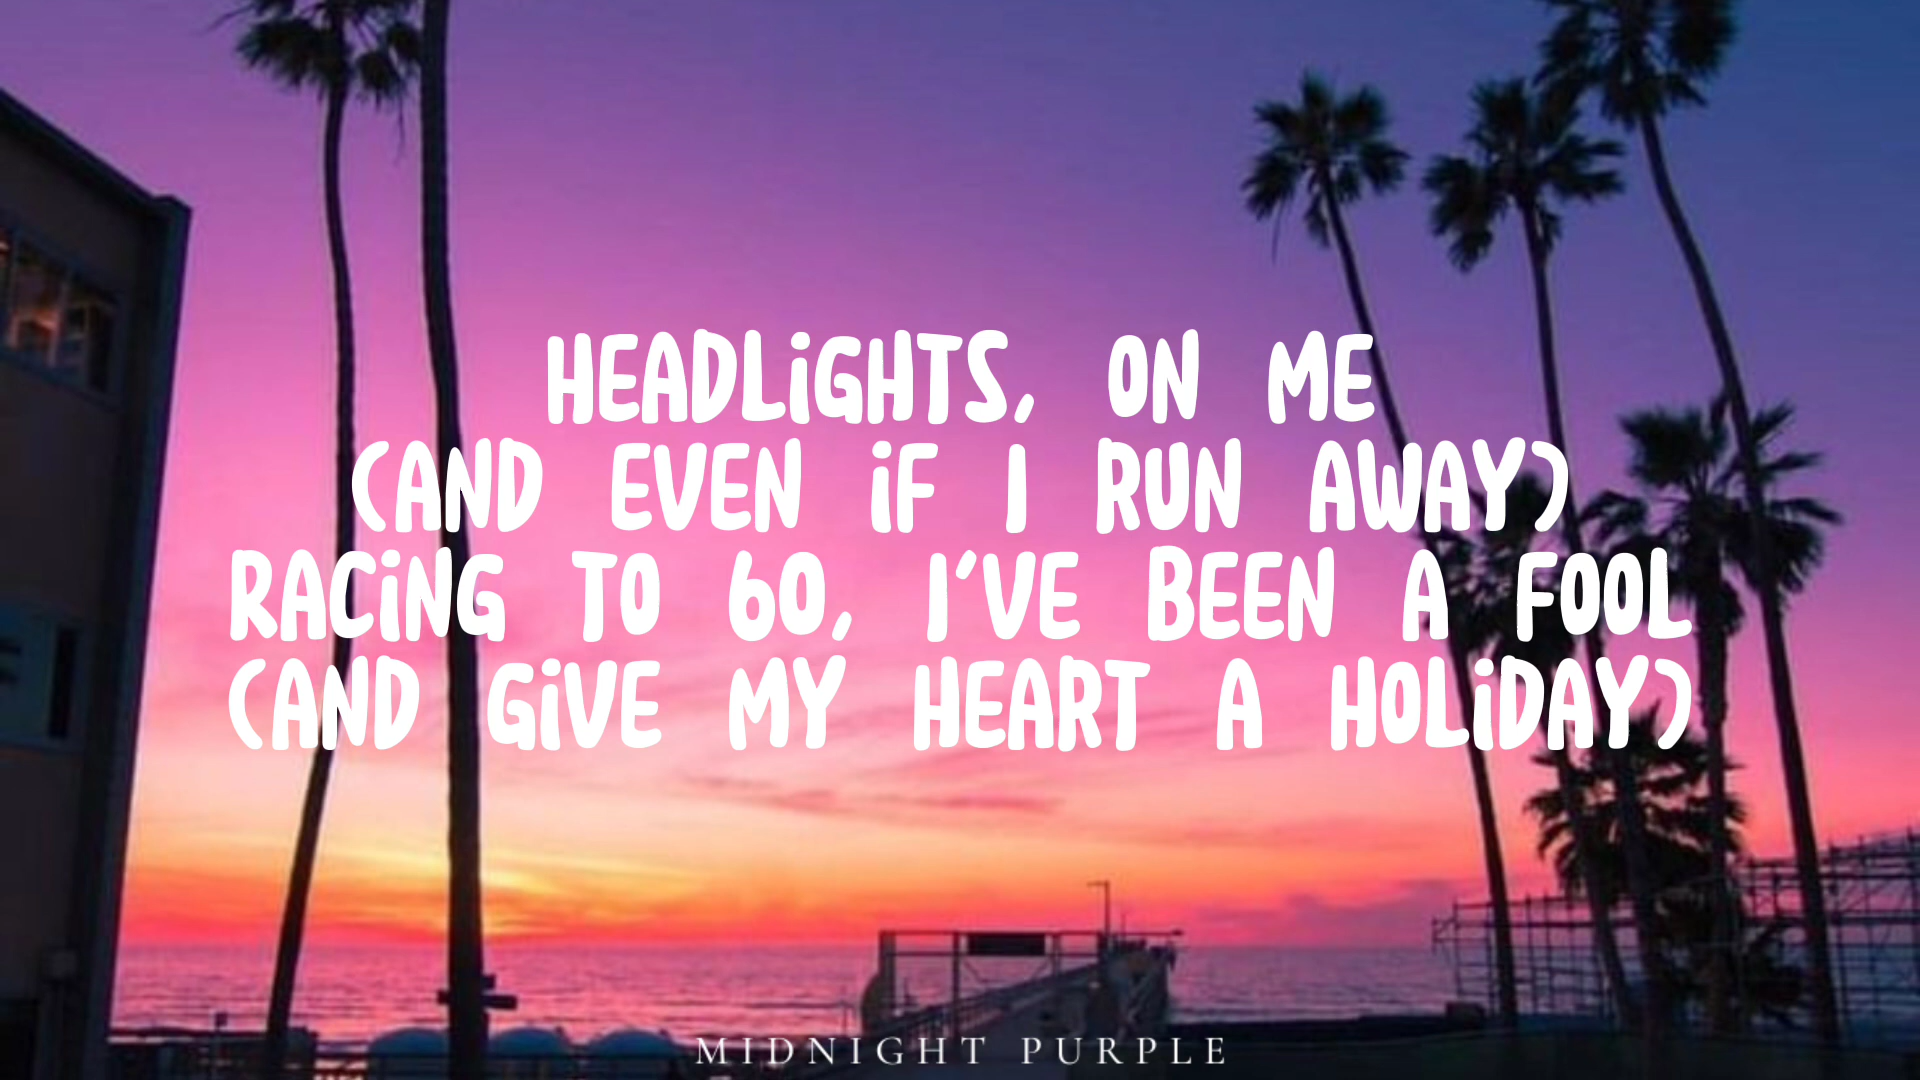 HEADLiGHTS, ON ME
(AND EVEN iF I RUN AWAY)
RACiNG TO 60, I'VE BEEN A FOOL
(AND GiVE MY HEART A HOLiDAY)
MIDNIGHT PURPLE